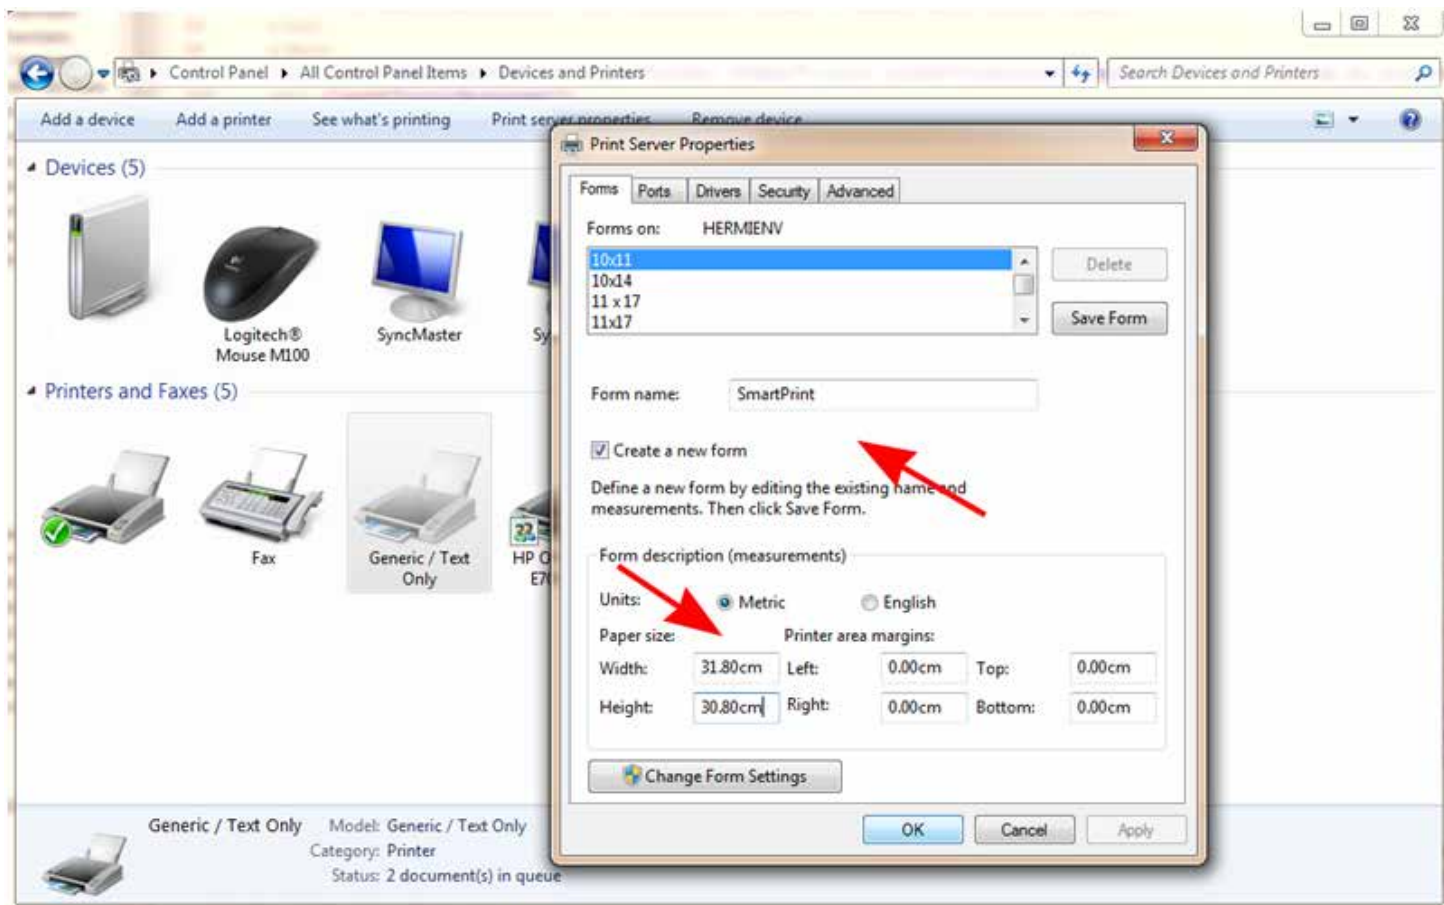 Control Panel
All Control Panel Items
Devices and Printers
Search Devices and Printers
Add a device
Add a printer
See what's printing
Print server properties
Remove device
Devices (5)
Logitech®
Mouse M100
SyncMaster
Sy
Printers and Faxes (5)
Fax
Generic / Text
Only
HP O
E70
Generic / Text Only
Model: Generic / Text Only
Category: Printer
Status: 2 document(s) in queue
Print Server Properties
Forms
Ports
Drivers
Security
Advanced
Forms on:
HERMIENV
10x11
10x14
11 x 17
11x17
Delete
Save Form
Form name:
SmartPrint
Create a new form
Define a new form by editing the existing name and
measurements. Then click Save Form.
Form description (measurements)
Units:
Metric
English
Paper size:
Printer area margins:
Width:
31.80cm
Left:
0.00cm
Top:
0.00cm
Height:
30.80cm
Right:
0.00cm
Bottom:
0.00cm
Change Form Settings
OK
Cancel
Apply